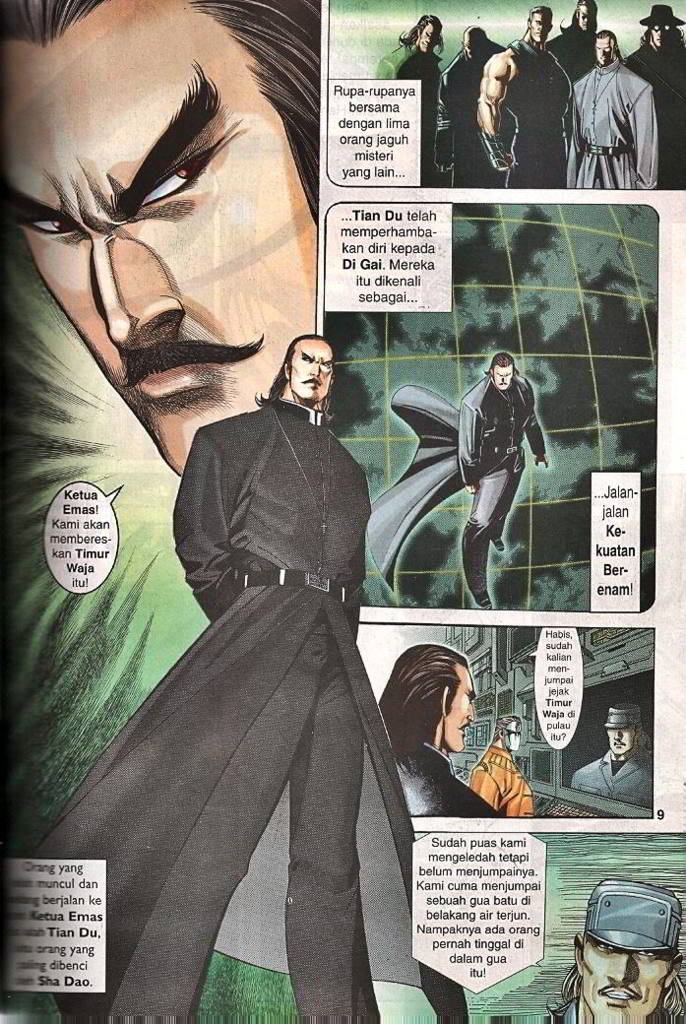 Rupa-rupanya
bersama
dengan lima
orang jaguh
misteri
yang lain...
...Tian Du telah
memperhamba-
kan diri kepada
Di Gai. Mereka
itu dikenali
sebagai...
...Jalan-
jalan
Ke-
kuatan
Ber-
enam!
Ketua
Emas!
Kami akan
memberes-
kan Timur
Waja
itu!
Habis,
sudah
kalian
men-
jumpai
jejak
Timur
Waja di
pulau
itu?
9
Orang yang
muncul dan
berjalan ke
Ketua Emas
Tian Du,
orang yang
dibenci
Sha Dao.
Sudah puas kami
mengeledah tetapi
belum menjumpainya.
Kami cuma menjumpai
sebuah gua batu di
belakang air terjun.
Nampaknya ada orang
pernah tinggal di
dalam gua
itu!